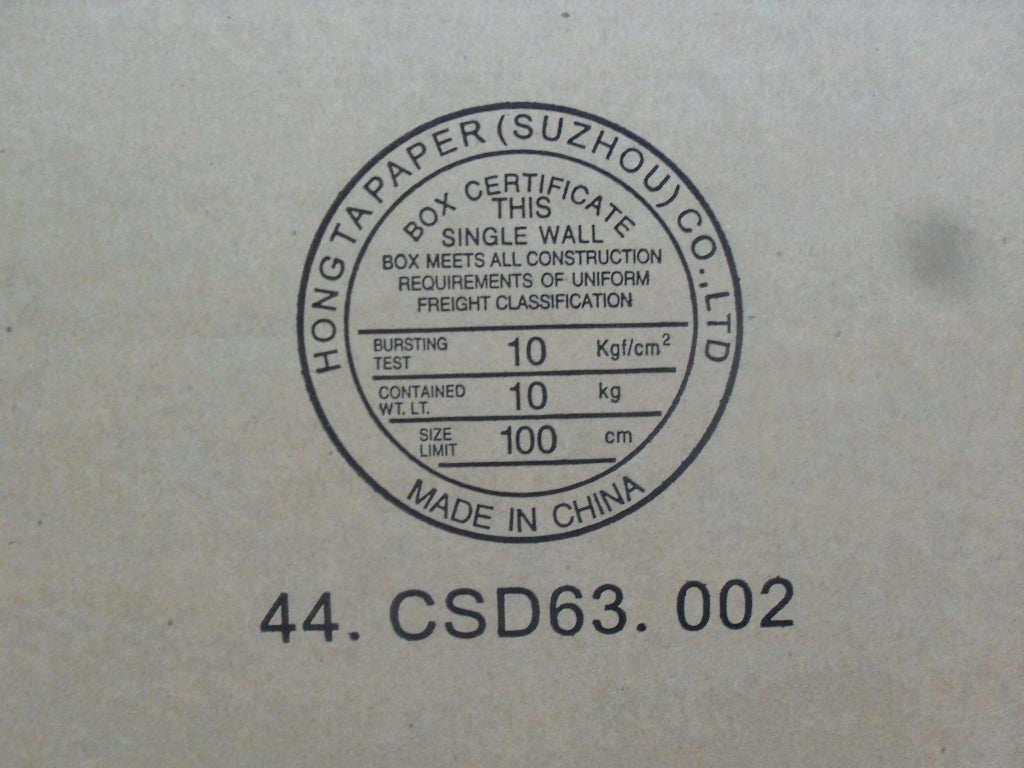 HONG TA PAPER (SUZHOU) CO., LTD
BOX CERTIFICATE
THIS
SINGLE WALL
BOX MEETS ALL CONSTRUCTION
REQUIREMENTS OF UNIFORM
FREIGHT CLASSIFICATION
BURSTING TEST 10 Kgf/cm²
CONTAINED WT. LT. 10 kg
SIZE LIMIT 100 cm
MADE IN CHINA
44. CSD63. 002